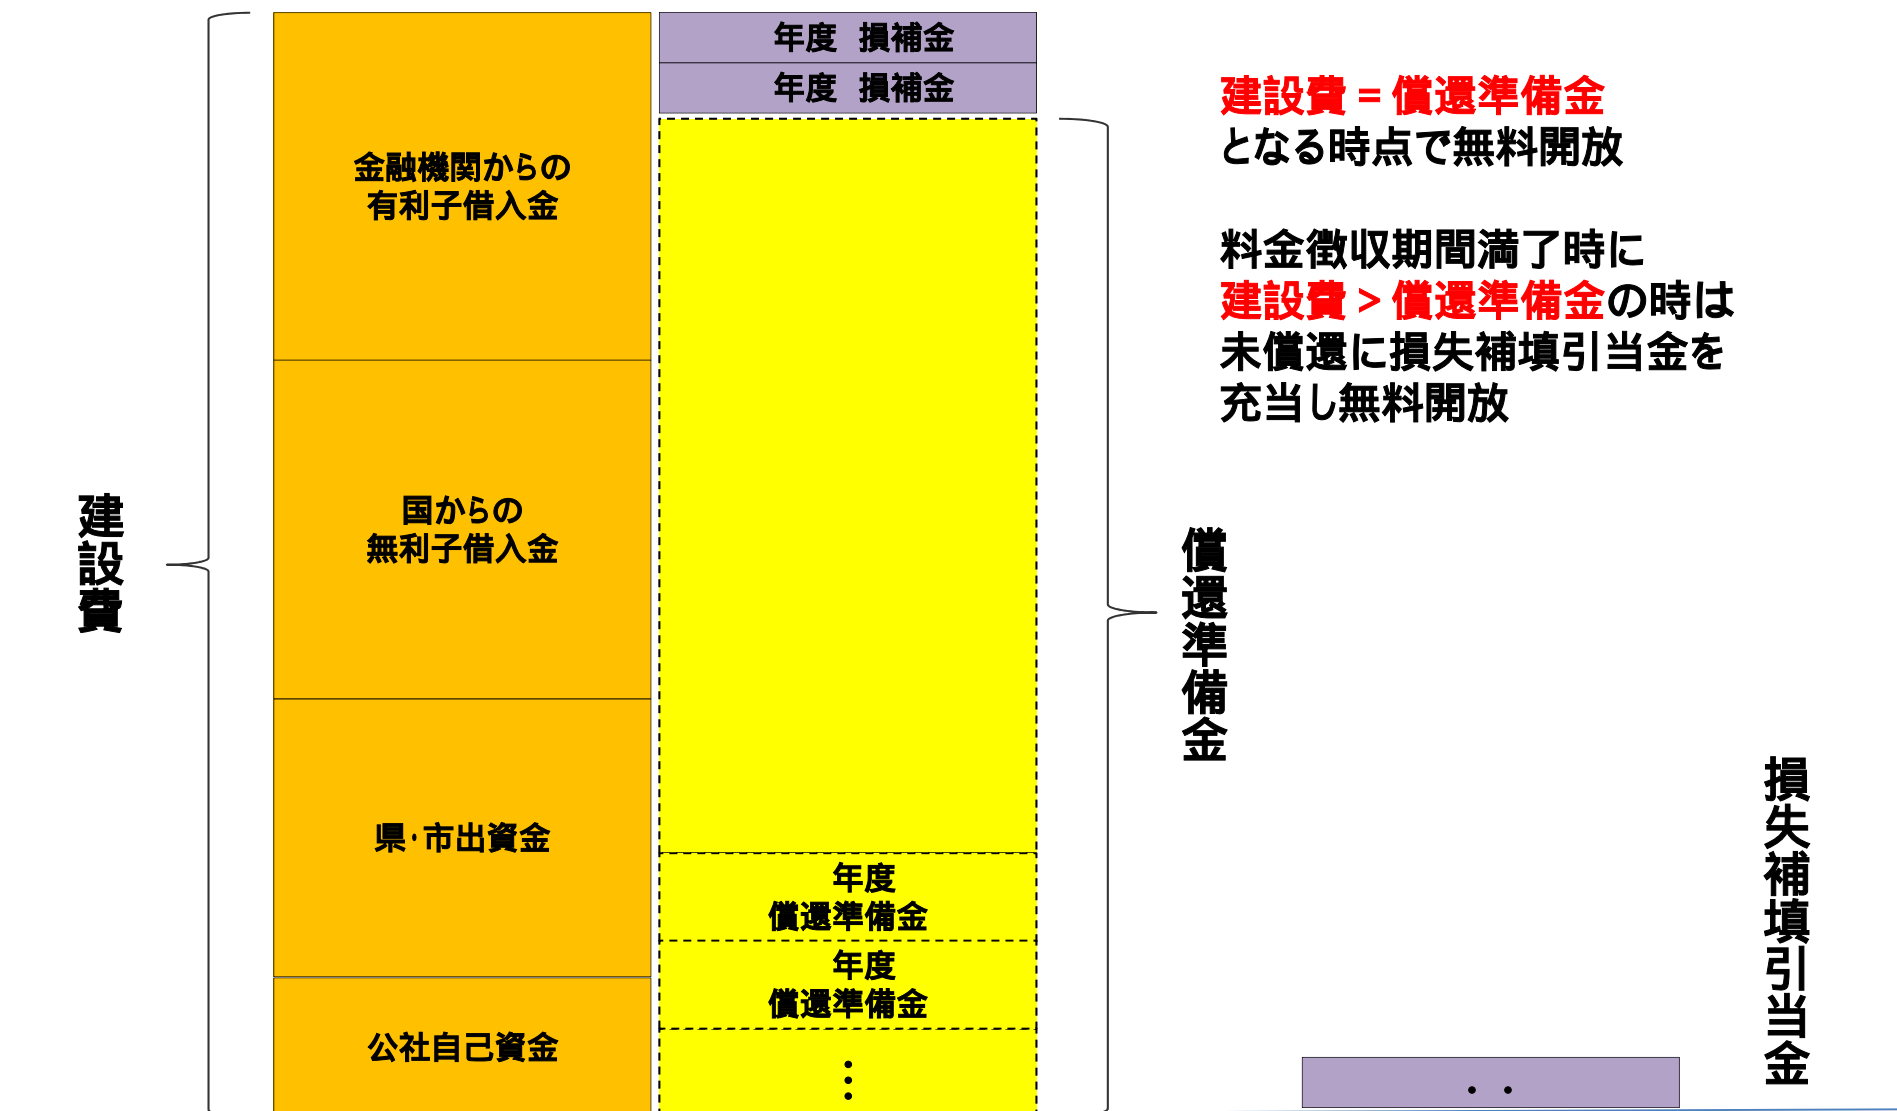 建設費
金融機関からの
有利子借入金
国からの
無利子借入金
県・市出資金
公社自己資金
年度 損補金
年度 損補金
年度
償還準備金
年度
償還準備金
⋮
償還準備金
建設費 = 償還準備金
となる時点で無料開放
料金徴収期間満了時に
建設費 > 償還準備金の時は
未償還に損失補填引当金を
充当し無料開放
損失補填引当金
. .